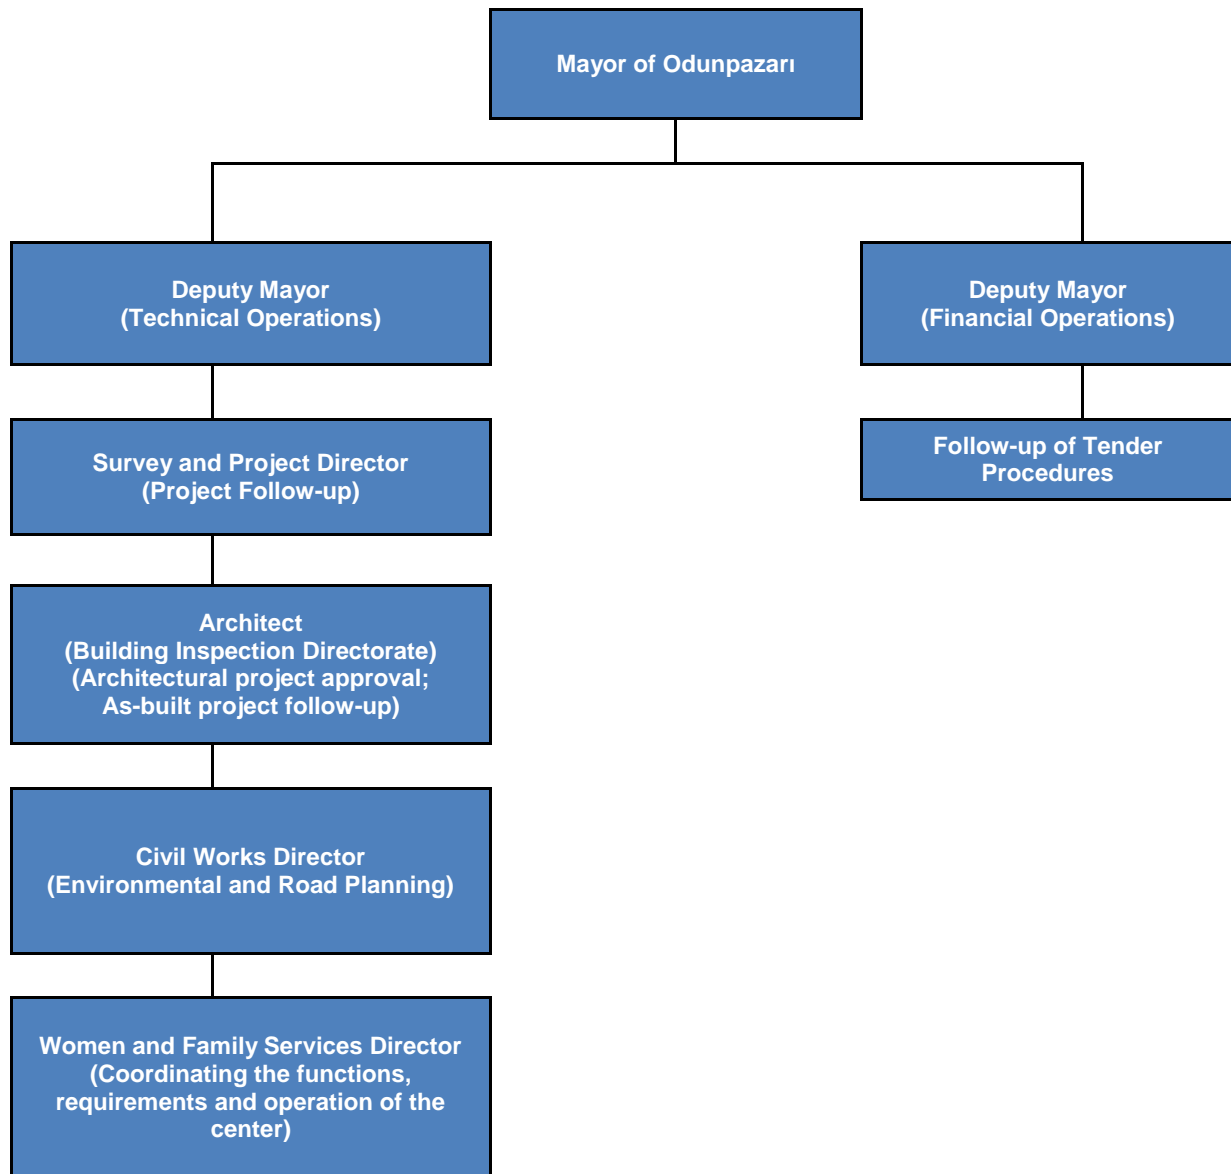 Mayor of Odunpazarı
Deputy Mayor
(Technical Operations)
Deputy Mayor
(Financial Operations)
Survey and Project Director
(Project Follow-up)
Follow-up of Tender
Procedures
Architect
(Building Inspection Directorate)
(Architectural project approval;
As-built project follow-up)
Civil Works Director
(Environmental and Road Planning)
Women and Family Services Director
(Coordinating the functions,
requirements and operation of the
center)